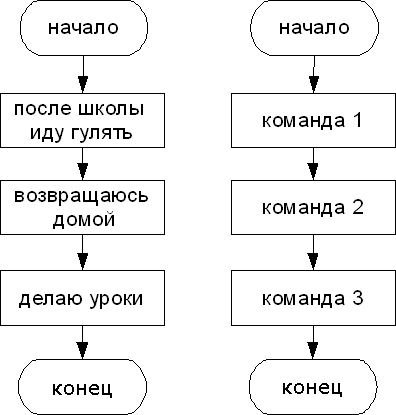 начало
после школы
иду гулять
возвращаюсь
домой
делаю уроки
конец
начало
команда 1
команда 2
команда 3
конец